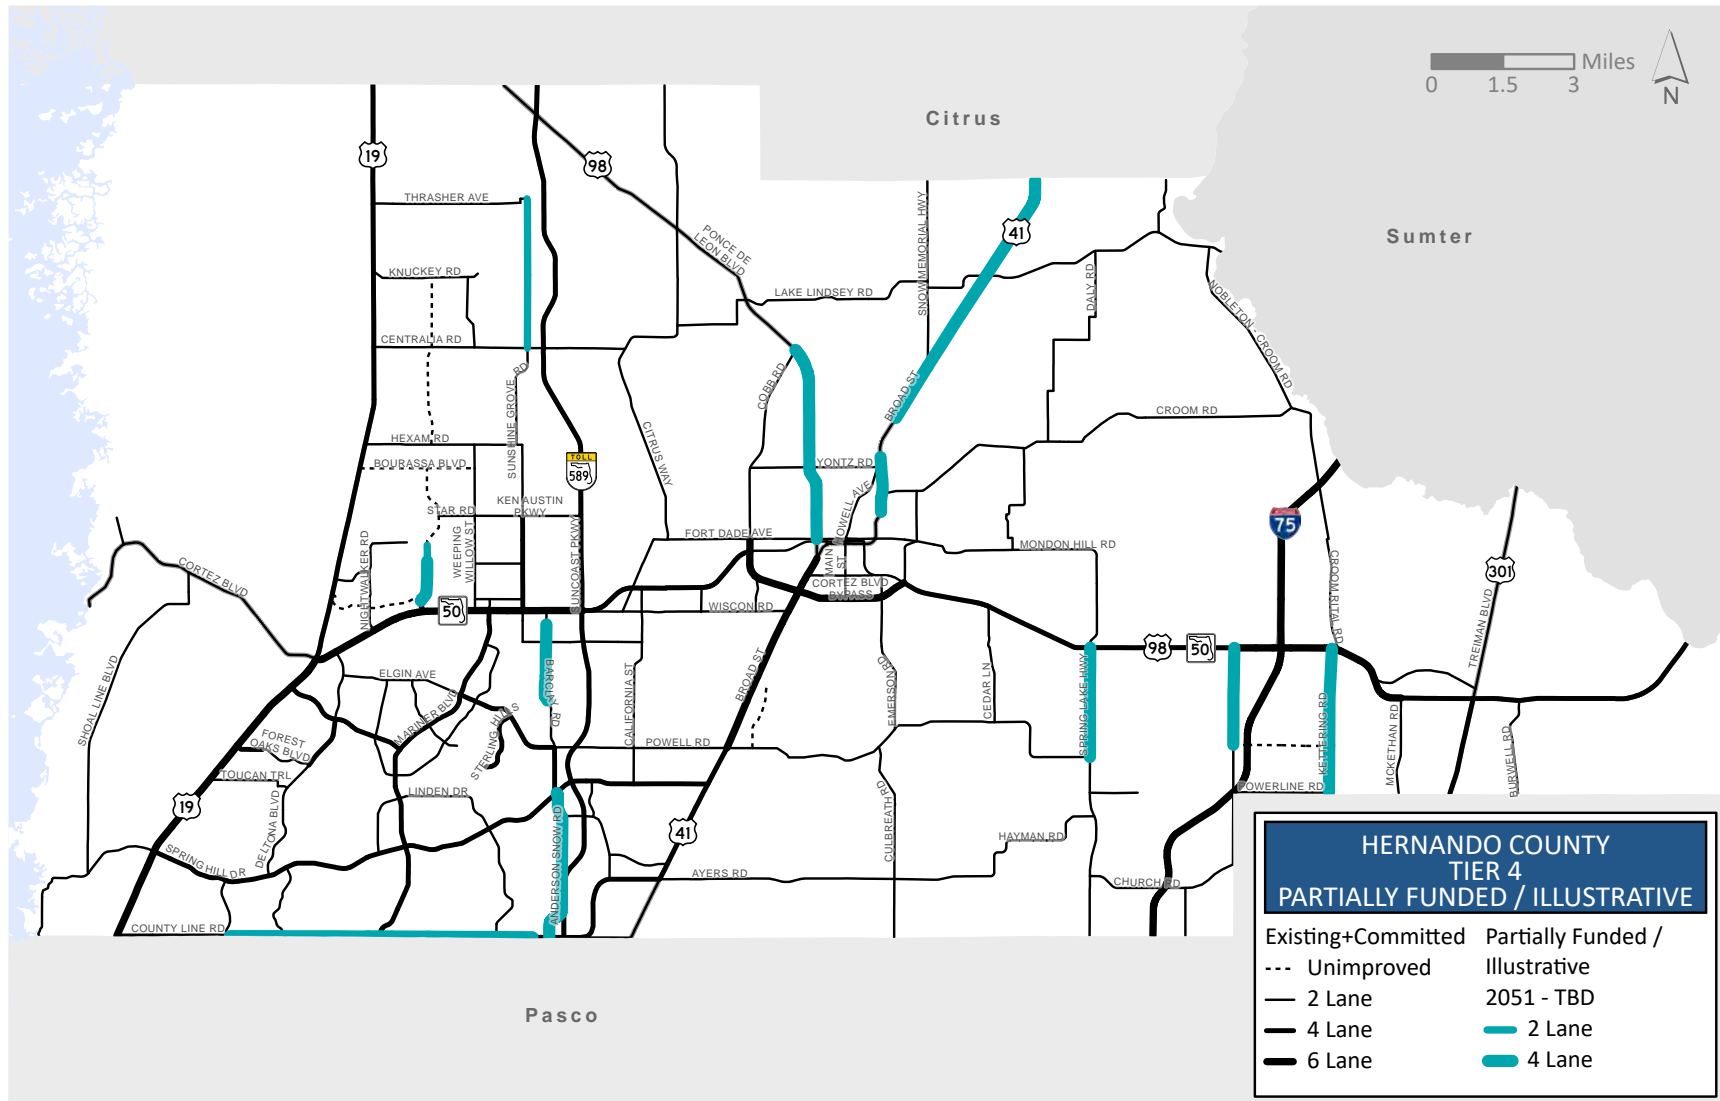 Citrus
Miles
0
1.5
3
N
Sumter
Pasco
19
98
THRASHER AVE
PONCE DE
LEON BLVD
SNOW MEMORIAL HWY
41
KNUCKEY RD
LAKE LINDSEY RD
DALY RD
NOBLETON - CROOM RD
CENTRALIA RD
SUNSHINE GROVE RD
COBB RD
BROAD ST
CROOM RD
HEXAM RD
CITRUS WAY
BOURASSA BLVD
TOLL
589
YONTZ RD
HOWELL AVE
KEN AUSTIN
PKWY
STAR RD
WEEPING
WILLOW ST
SUNCOAST PKWY
FORT DADE AVE
MAIN
ST
MONDON HILL RD
75
CROOM RITAL RD
301
TREIMAN BLVD
CORTEZ BLVD
NIGHTWALKER RD
50
WISCON RD
CORTEZ BLVD
BYPASS
98
50
SHOAL LINE BLVD
ELGIN AVE
BARCLAY RD
CALIFORNIA ST
BROAD ST
EMERSON RD
CEDAR LN
SPRING LAKE HWY
KETTERING RD
MCKETHAN RD
BURWELL RD
MARINER BLVD
STERLING HILLS
FOREST
OAKS BLVD
POWELL RD
TOUCAN TRL
LINDEN DR
POWERLINE RD
19
DELTONA BLVD
ANDERSON SNOW RD
41
CULBREATH RD
HAYMAN RD
SPRING HILL DR
AYERS RD
CHURCH RD
COUNTY LINE RD
HERNANDO COUNTY
TIER 4
PARTIALLY FUNDED / ILLUSTRATIVE
Existing+Committed
Unimproved
2 Lane
4 Lane
6 Lane
Partially Funded /
Illustrative
2051 - TBD
2 Lane
4 Lane